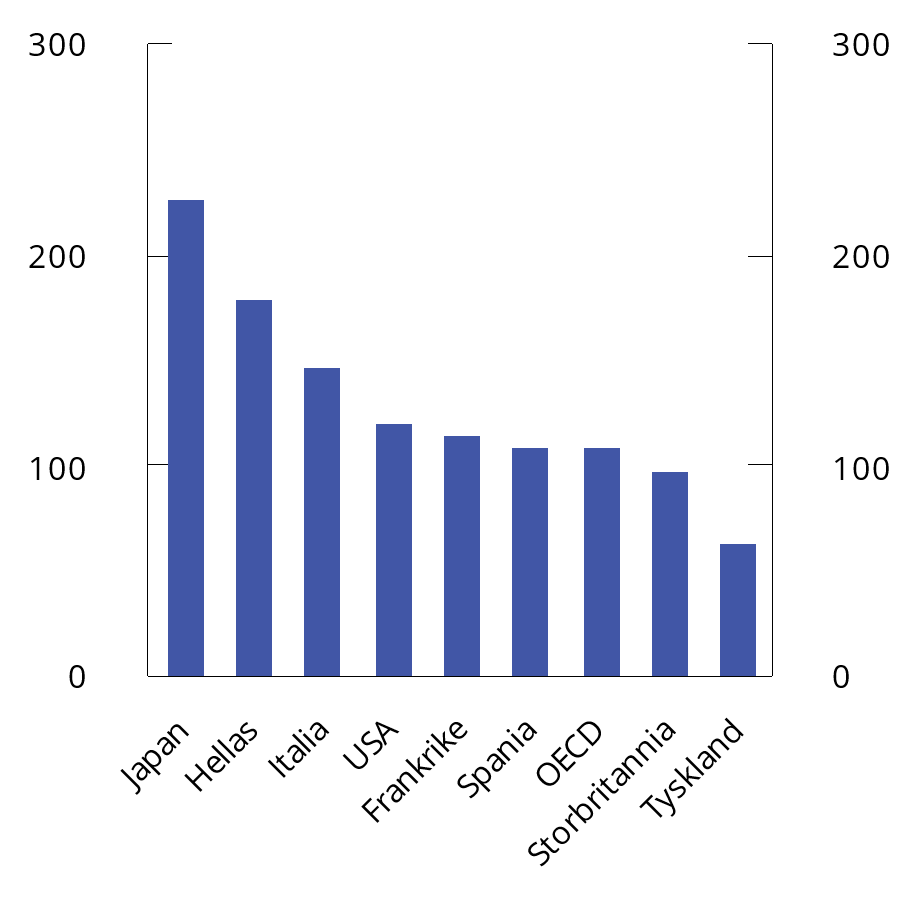 300 300
200 200
100 100
0 0
Japan
Hellas
Italia
USA
Frankrike
Spania
OECD
Storbritannia
Tyskland